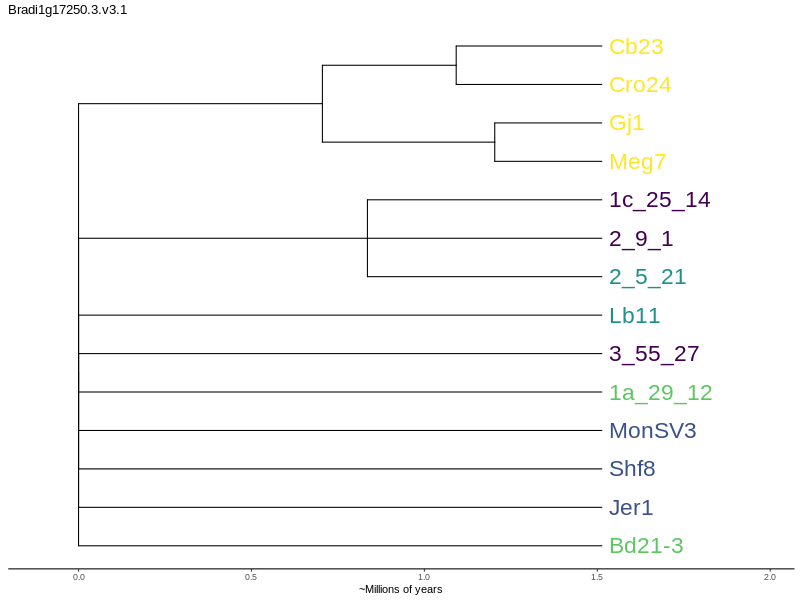 Bradi1g17250.3.v3.1
Cb23
Cro24
Gj1
Meg7
1c_25_14
2_9_1
2_5_21
Lb11
3_55_27
1a_29_12
MonSV3
Shf8
Jer1
Bd21-3
0.0 0.5 1.0 1.5 2.0
~Millions of years